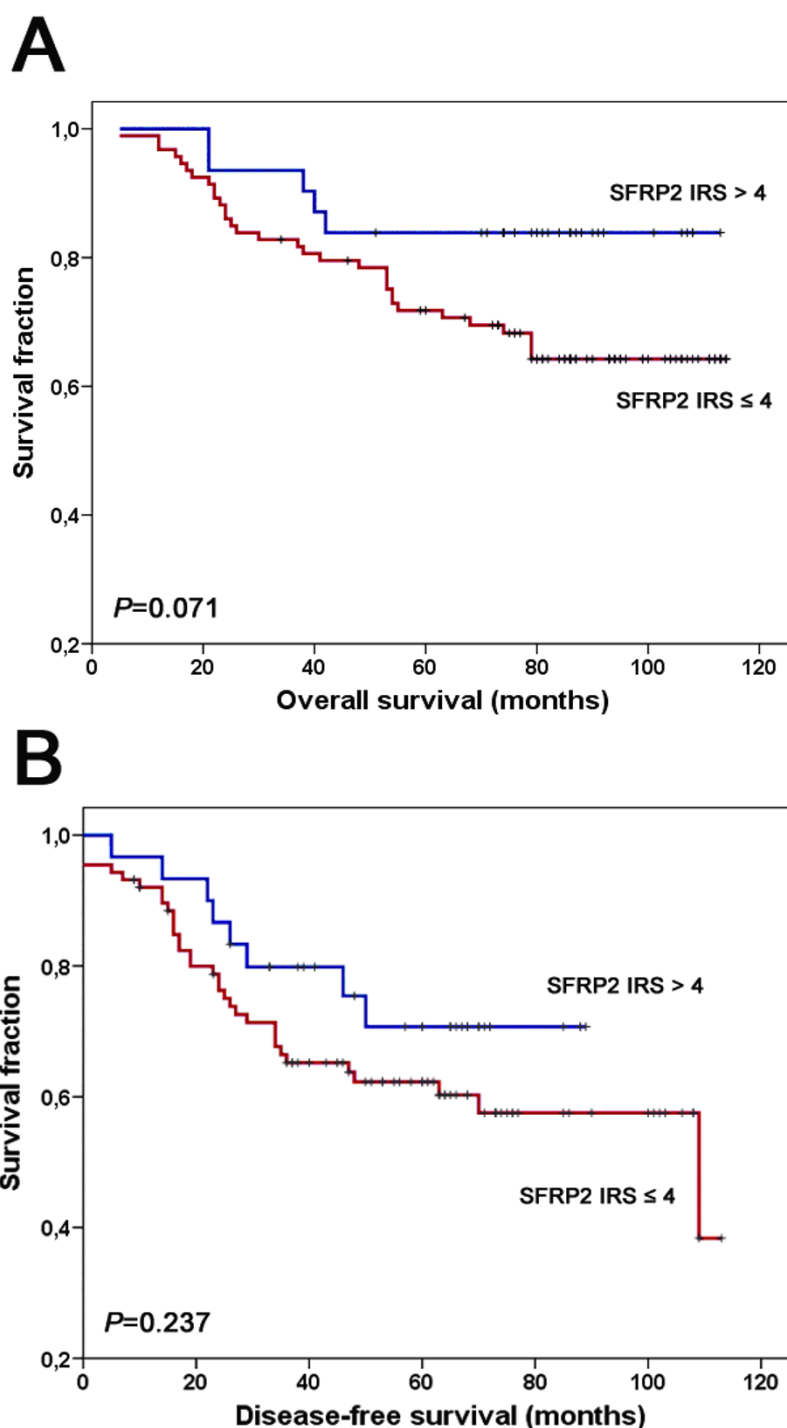 A
1,0
SFRP2 IRS > 4
0,8
0,6
SFRP2 IRS ≤ 4
0,4
P=0.071
0,2
0 20 40 60 80 100 120
Survival fraction
Overall survival (months)
B
1,0
0,8
SFRP2 IRS > 4
0,6
SFRP2 IRS ≤ 4
0,4
P=0.237
0,2
0 20 40 60 80 100 120
Survival fraction
Disease-free survival (months)